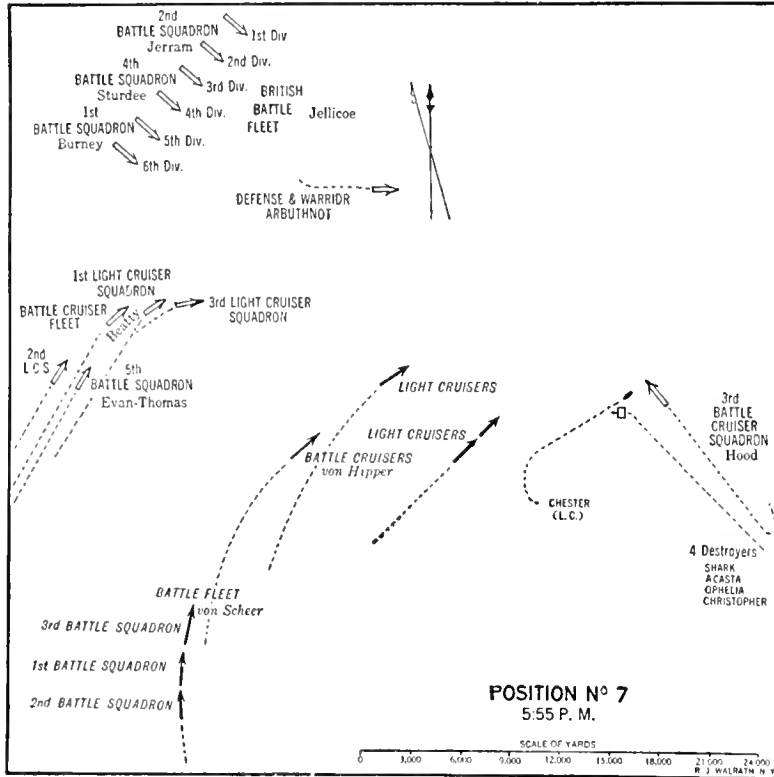 2nd
BATTLE SQUADRON
Jerram
1st Div
2nd Div.
4th
BATTLE SQUADRON
Sturdee
3rd Div.
4th Div.
1st
BATTLE SQUADRON
Burney
5th Div.
6th Div.
BRITISH
BATTLE
FLEET
Jellicoe
DEFENSE & WARRIOR
ARBUTHNOT
1st LIGHT CRUISER
SQUADRON
BATTLE CRUISER
FLEET
Beatty
3rd LIGHT CRUISER
SQUADRON
2nd
L C S
5th
BATTLE SQUADRON
Evan-Thomas
LIGHT CRUISERS
LIGHT CRUISERS
BATTLE CRUISERS
von Hipper
3rd
BATTLE
CRUISER
SQUADRON
Hood
CHESTER
(L.C.)
4 Destroyers
SHARK
ACASTA
OPHELIA
CHRISTOPHER
BATTLE FLEET
von Scheer
3rd BATTLE SQUADRON
1st BATTLE SQUADRON
2nd BATTLE SQUADRON
POSITION Nº 7
5:55 P. M.
SCALE OF YARDS
0 3,000 6,000 9,000 12,000 15,000 18,000 21,000 24,000
R J WALRATH N Y